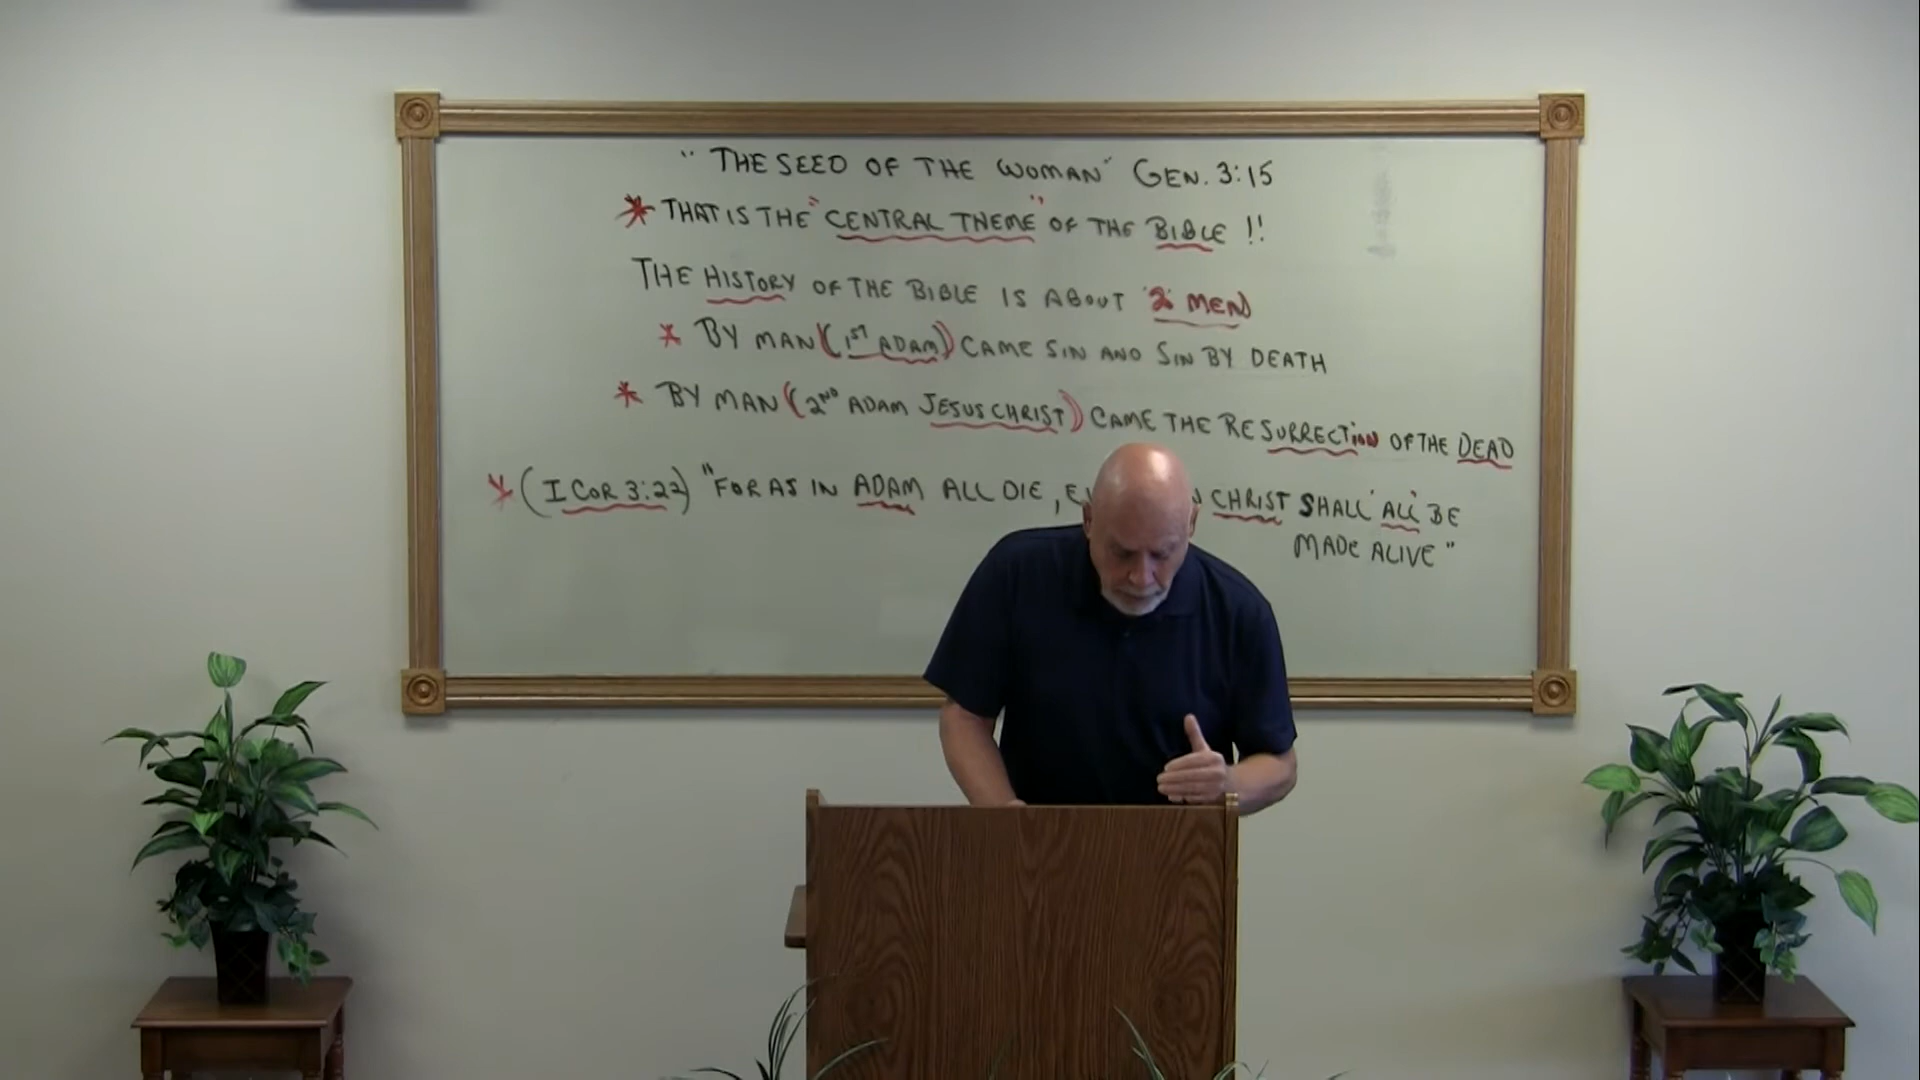 "THE SEED OF THE WOMAN" GEN. 3:15
* THAT IS THE "CENTRAL THEME" OF THE BIBLE !!
THE HISTORY OF THE BIBLE IS ABOUT "2" MEN
* BY MAN (1ST ADAM) CAME SIN AND SIN BY DEATH
* BY MAN (2ND ADAM JESUS CHRIST) CAME THE RESURRECTION OF THE DEAD
* (I COR 3:22) "FOR AS IN ADAM ALL DIE, CHRIST SHALL "ALL" BE
MADE ALIVE"